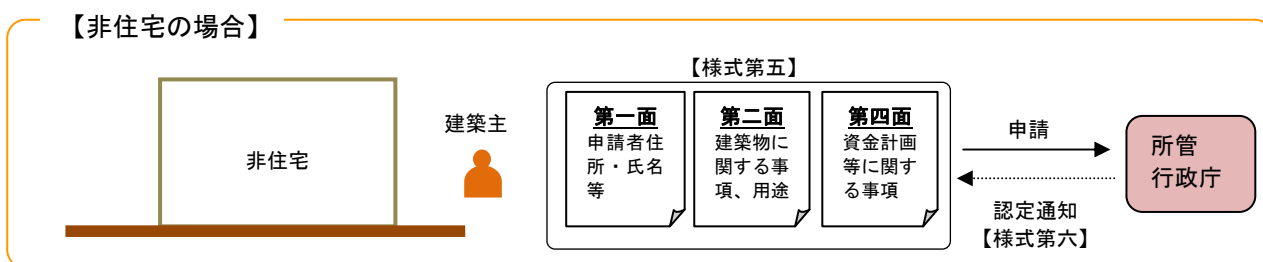 【非住宅の場合】
非住宅
建築主
【様式第五】
第一面
申請者住
所・氏名
等
第二面
建築物に
関する事
項、用途
第四面
資金計画
等に関す
る事項
申請
認定通知
【様式第六】
所管
行政庁